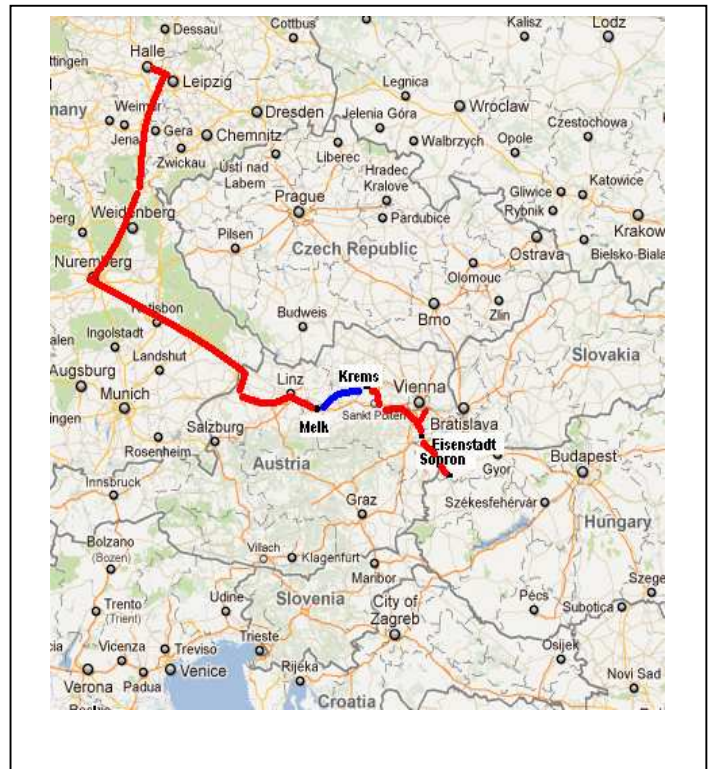 Dessau
Cottbus
Kalisz
Lodz
Halle
Leipzig
ttingen
many
Weimar
Jena
Gera
Dresden
Chemnitz
Zwickau
Legnica
Wroclaw
Jelenia Góra
Walbrzych
Czestochowa
Opole
Liberec
Usti nad
Labem
Hradec
Kralove
Prague
Pardubice
Gliwice
Katowice
Rybnik
Krakow
Bielsko-Biala
Ostrava
berg
Weidenberg
Pilsen
Czech Republic
Nuremberg
Olomouc
Zlin
Ratisbon
Budweis
Brno
Ingolstadt
Landshut
Augsburg
Munich
Slovakia
Linz
Krems
Vienna
Sankt Polten
Melk
Bratislava
Eisenstadt
Sopron
Salzburg
Rosenheim
Austria
Gyor
Budapest
Székesfehérvár
Innsbruck
Graz
Hungary
Bolzano
(Bozen)
Villach
Klagenfurt
Maribor
Szege
Trento
(Trient)
Udine
Slovenia
City of
Zagreb
Pécs
Subotica
Vicenza
Treviso
Trieste
Osijek
Verona
Padua
Venice
Rijeka
Novi Sad
Croatia